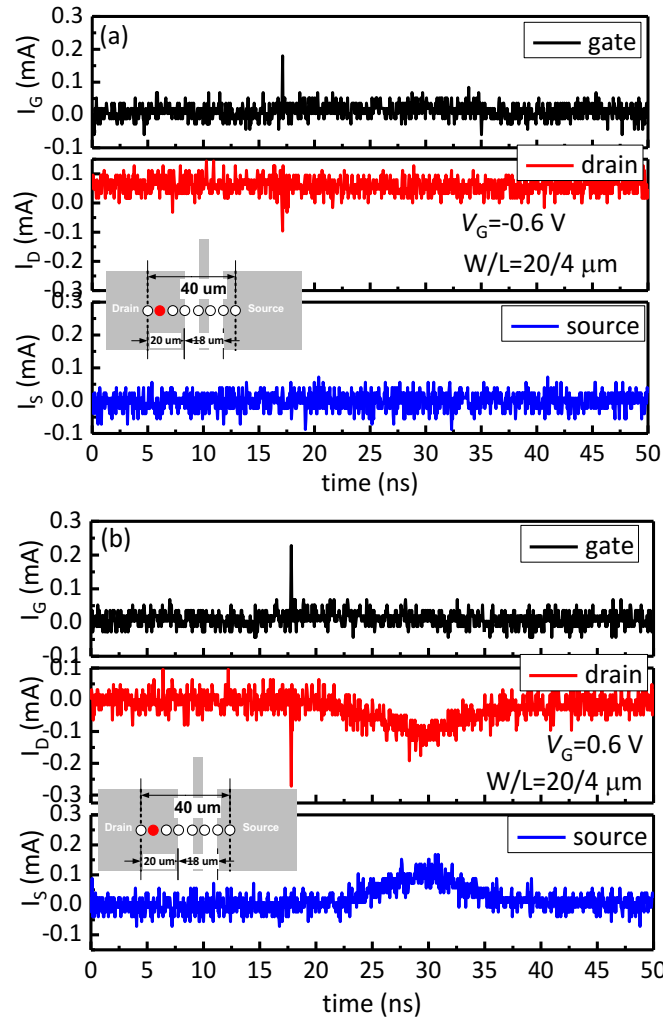 (a)
gate
I_G (mA)
0.3
0.2
0.1
0.0
-0.1
drain
I_D (mA)
0.1
0.0
-0.1
-0.2
-0.3
V_G=-0.6 V
W/L=20/4 μm
40 um
Drain
Source
20 um
18 um
source
I_S (mA)
0.3
0.2
0.1
0.0
-0.1
0 5 10 15 20 25 30 35 40 45 50
time (ns)
(b)
gate
I_G (mA)
0.3
0.2
0.1
0.0
-0.1
drain
I_D (mA)
0.1
0.0
-0.1
-0.2
-0.3
V_G=0.6 V
W/L=20/4 μm
40 um
Drain
Source
20 um
18 um
source
I_S (mA)
0.3
0.2
0.1
0.0
-0.1
0 5 10 15 20 25 30 35 40 45 50
time (ns)